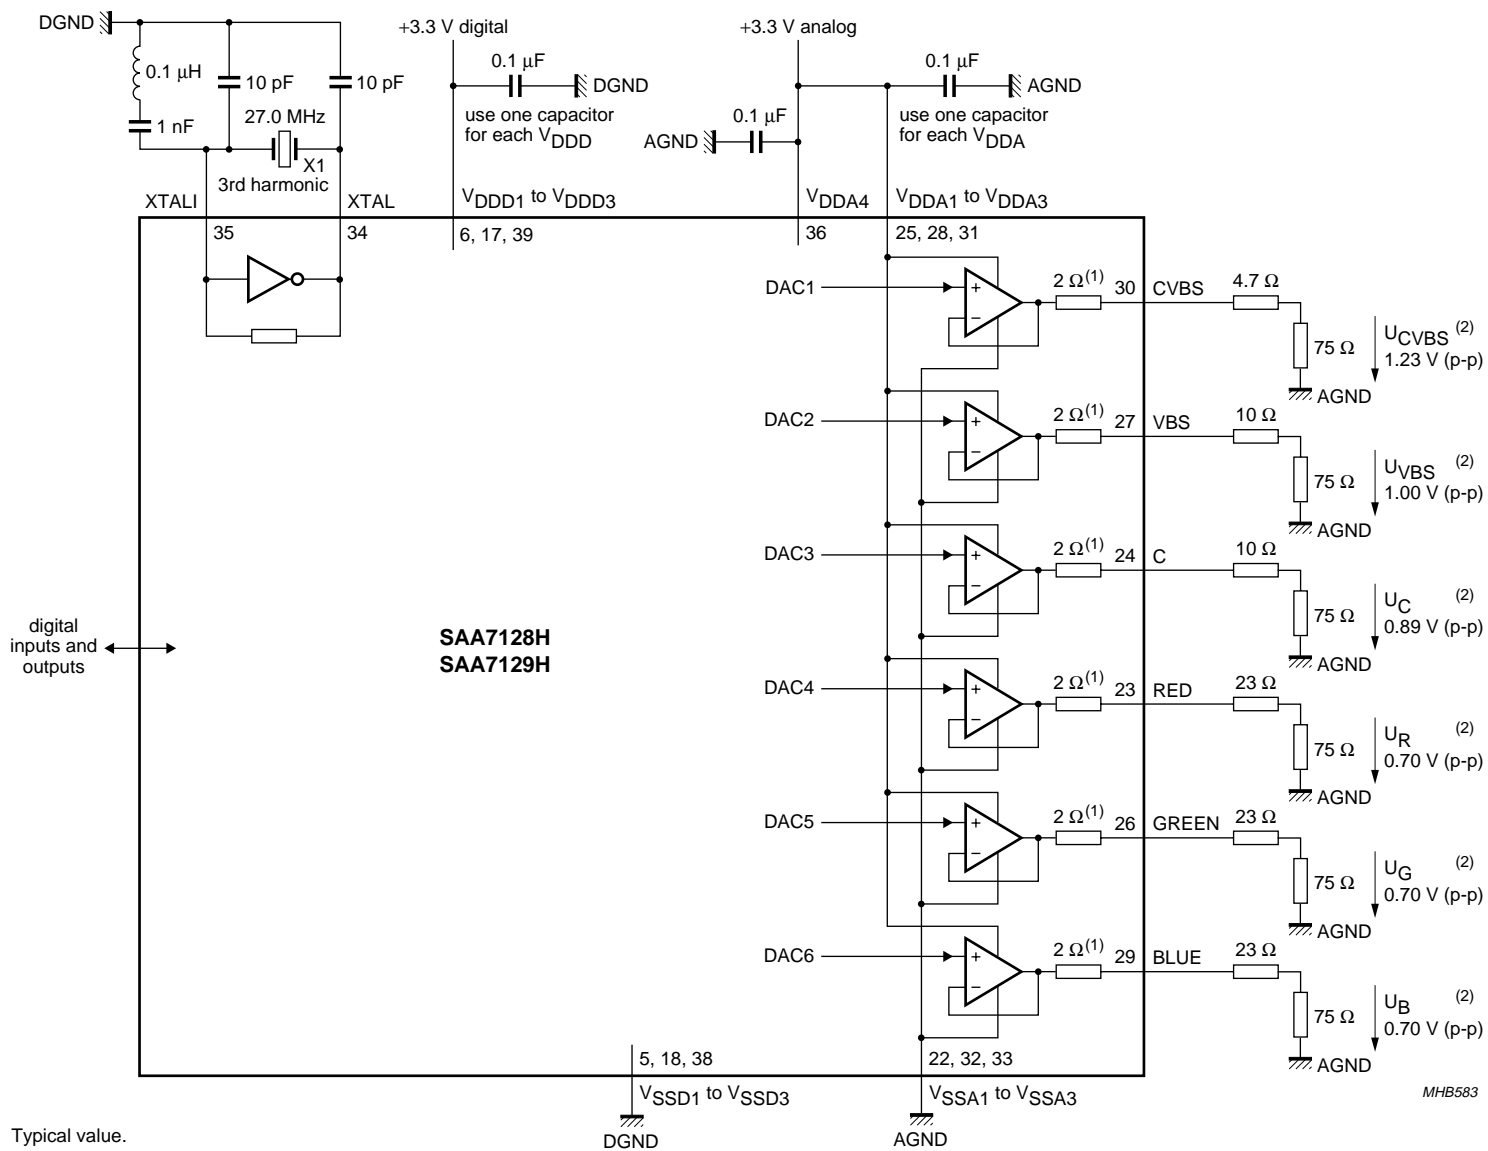 DGND
0.1 μH
10 pF
10 pF
1 nF
27.0 MHz
X1
3rd harmonic
+3.3 V digital
0.1 μF
DGND
use one capacitor
for each VDDD
+3.3 V analog
0.1 μF
AGND
use one capacitor
for each VDDA
0.1 μF
AGND
XTALI
XTAL
VDDD1 to VDDD3
VDDA4
VDDA1 to VDDA3
35
34
6, 17, 39
36
25, 28, 31
DAC1
+
−
2 Ω(1)
30
CVBS
4.7 Ω
75 Ω
UCVBS (2)
1.23 V (p-p)
AGND
DAC2
+
−
2 Ω(1)
27
VBS
10 Ω
75 Ω
UVBS (2)
1.00 V (p-p)
AGND
DAC3
+
−
2 Ω(1)
24
C
10 Ω
75 Ω
UC (2)
0.89 V (p-p)
AGND
digital
inputs and
outputs
SAA7128H
SAA7129H
DAC4
+
−
2 Ω(1)
23
RED
23 Ω
75 Ω
UR (2)
0.70 V (p-p)
AGND
DAC5
+
−
2 Ω(1)
26
GREEN
23 Ω
75 Ω
UG (2)
0.70 V (p-p)
AGND
DAC6
+
−
2 Ω(1)
29
BLUE
23 Ω
75 Ω
UB (2)
0.70 V (p-p)
AGND
5, 18, 38
22, 32, 33
VSSD1 to VSSD3
VSSA1 to VSSA3
DGND
AGND
MHB583
Typical value.